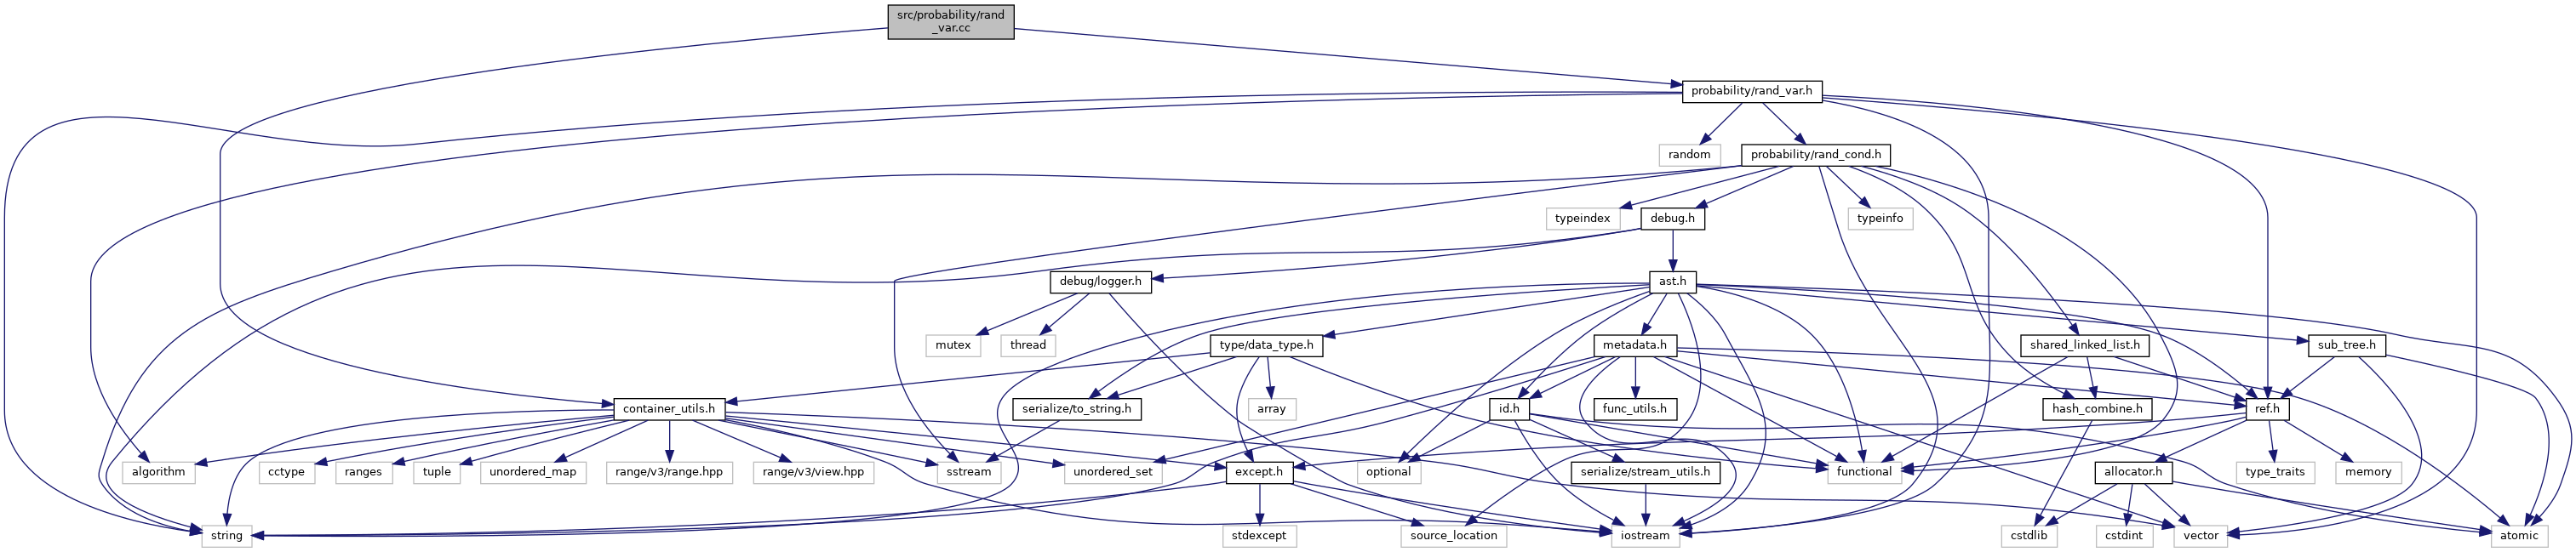 src/probability/rand
_var.cc
probability/rand_var.h
random
probability/rand_cond.h
typeindex
debug.h
typeinfo
debug/logger.h
ast.h
mutex
thread
type/data_type.h
metadata.h
shared_linked_list.h
sub_tree.h
container_utils.h
serialize/to_string.h
array
id.h
func_utils.h
hash_combine.h
ref.h
algorithm
cctype
ranges
tuple
unordered_map
range/v3/range.hpp
range/v3/view.hpp
sstream
unordered_set
except.h
optional
serialize/stream_utils.h
functional
allocator.h
type_traits
memory
string
stdexcept
source_location
iostream
cstdlib
cstdint
vector
atomic